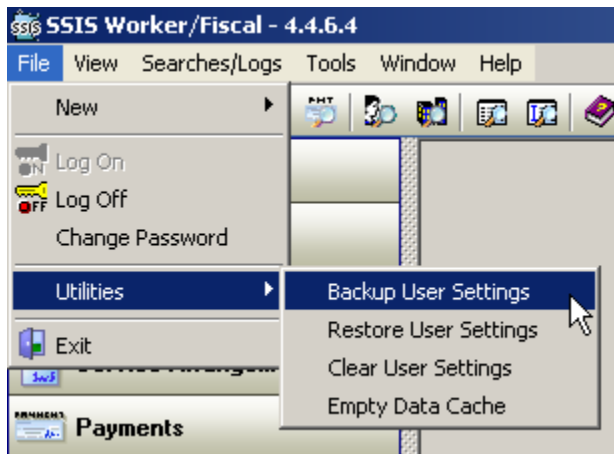 SSIS Worker/Fiscal - 4.4.6.4
File View Searches/Logs Tools Window Help
New
PMT
Log On
Log Off
Change Password
Utilities
Backup User Settings
Restore User Settings
Clear User Settings
Empty Data Cache
Exit
Payments